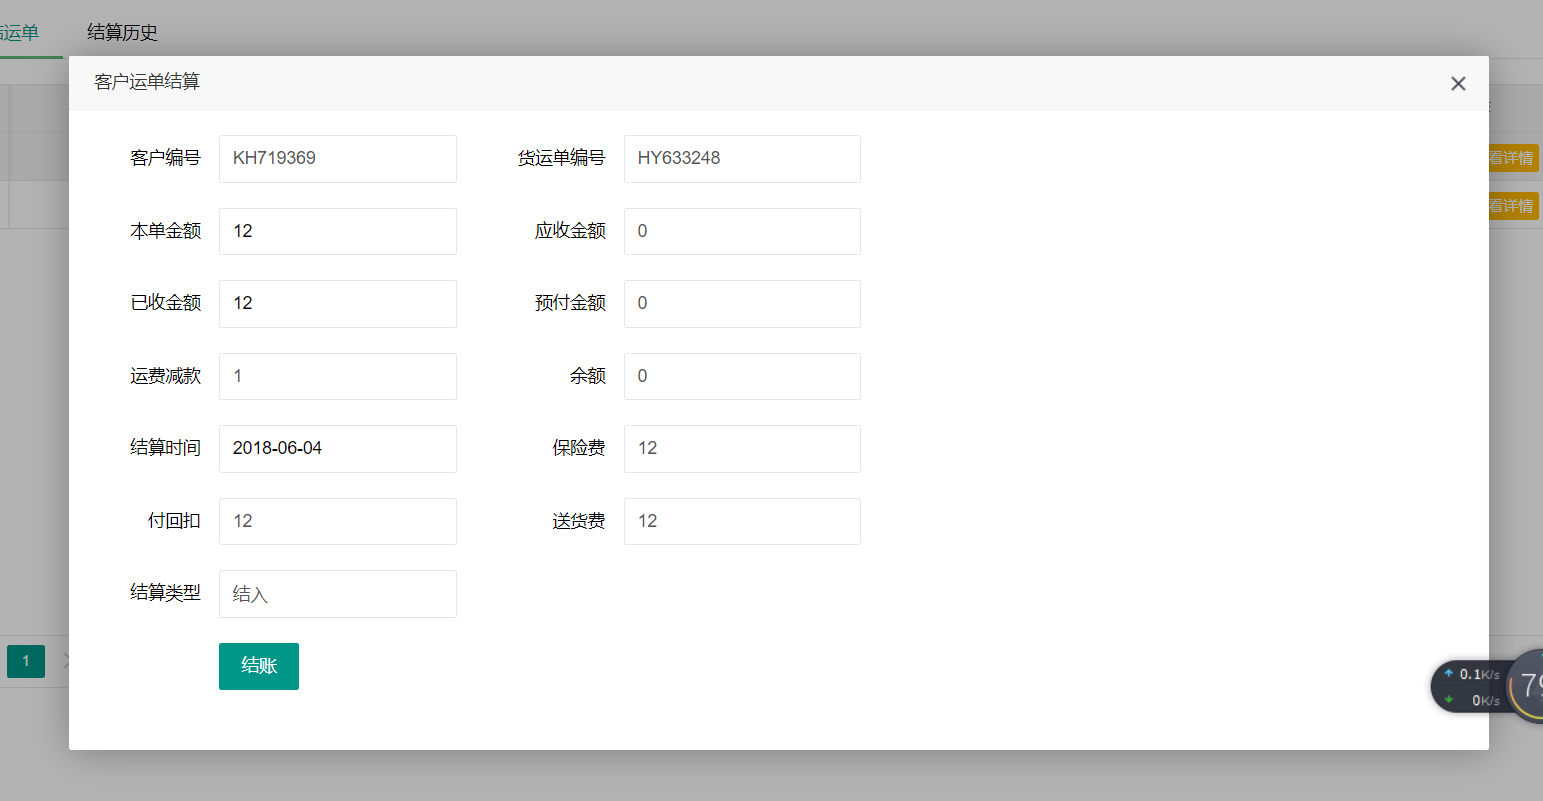 运单 结算历史
客户运单结算
客户编号 KH719369 货运单编号 HY633248
看详情
本单金额 12 应收金额 0
看详情
已收金额 12 预付金额 0
运费减款 1 余额 0
结算时间 2018-06-04 保险费 12
付回扣 12 送货费 12
结算类型 结入
结账
1
0.1K/s
0K/s